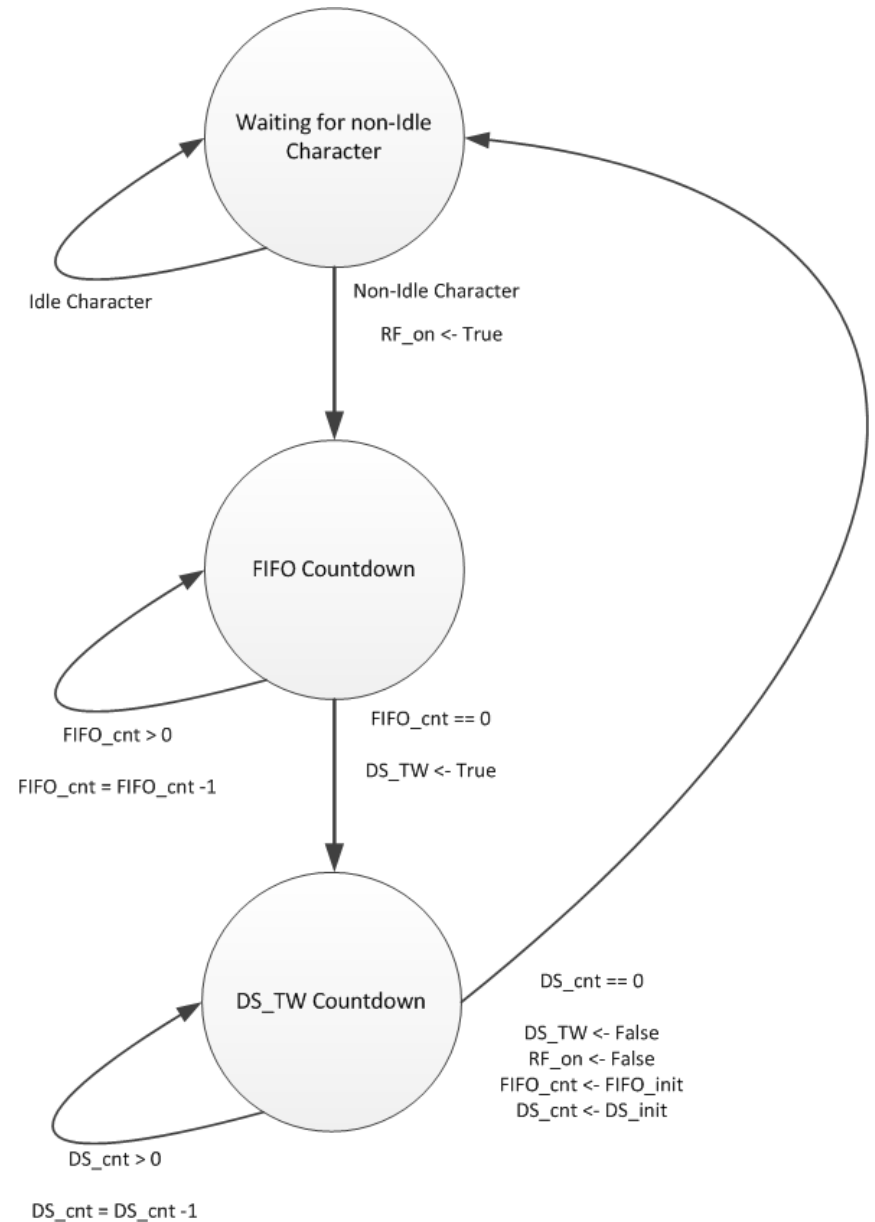 Waiting for non-Idle
Character
Idle Character
Non-Idle Character
RF_on <- True
FIFO Countdown
FIFO_cnt > 0
FIFO_cnt = FIFO_cnt -1
FIFO_cnt == 0
DS_TW <- True
DS_TW Countdown
DS_cnt == 0
DS_TW <- False
RF_on <- False
FIFO_cnt <- FIFO_init
DS_cnt <- DS_init
DS_cnt > 0
DS_cnt = DS_cnt -1